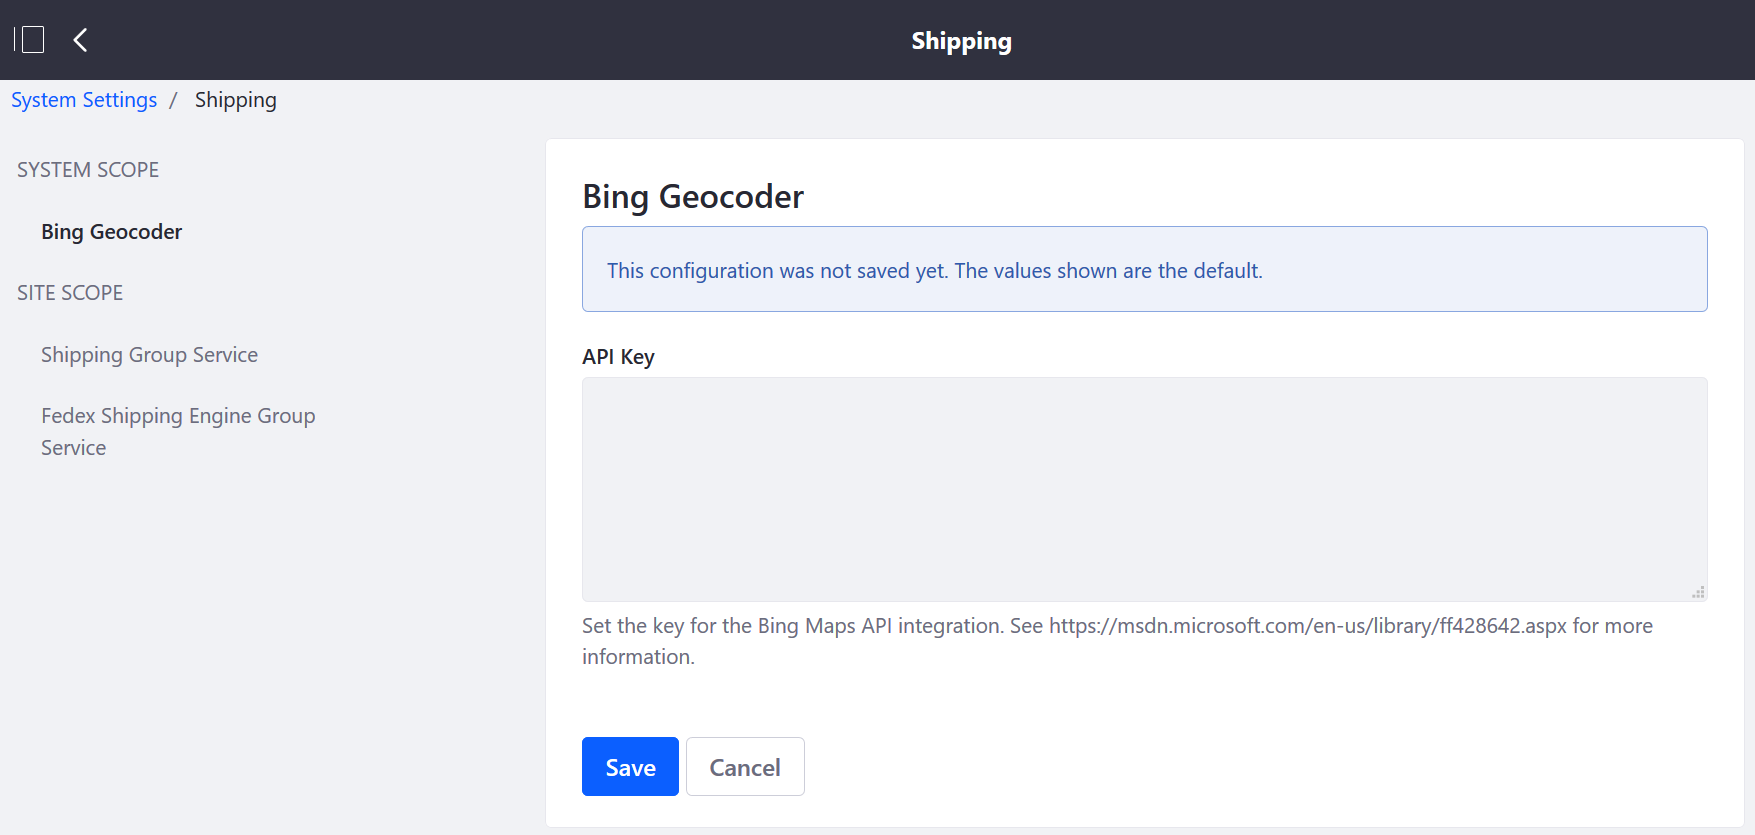 Shipping
System Settings / Shipping
SYSTEM SCOPE
Bing Geocoder
SITE SCOPE
Shipping Group Service
Fedex Shipping Engine Group
Service
Bing Geocoder
This configuration was not saved yet. The values shown are the default.
API Key
Set the key for the Bing Maps API integration. See https://msdn.microsoft.com/en-us/library/ff428642.aspx for more
information.
Save Cancel